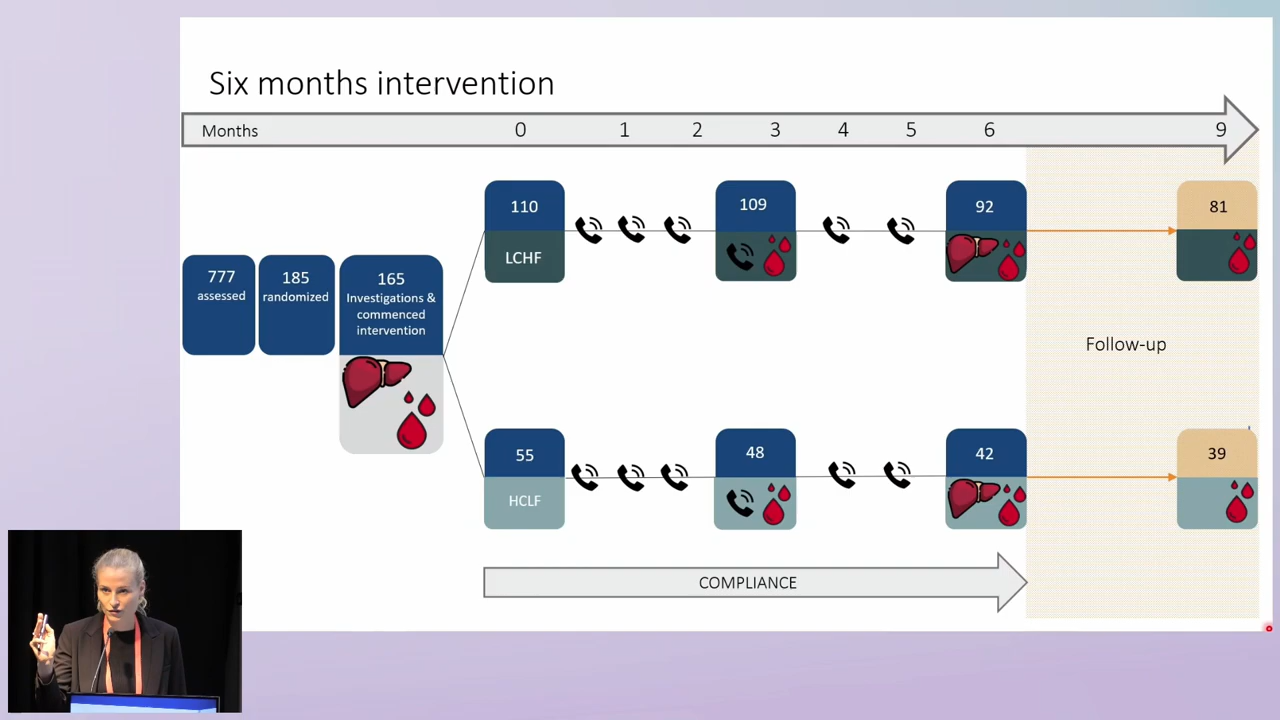 Six months intervention
Months 0 1 2 3 4 5 6 9
777
assessed
185
randomized
165
Investigations &
commenced
intervention
110
LCHF
109
92
81
Follow-up
55
HCLF
48
42
39
COMPLIANCE